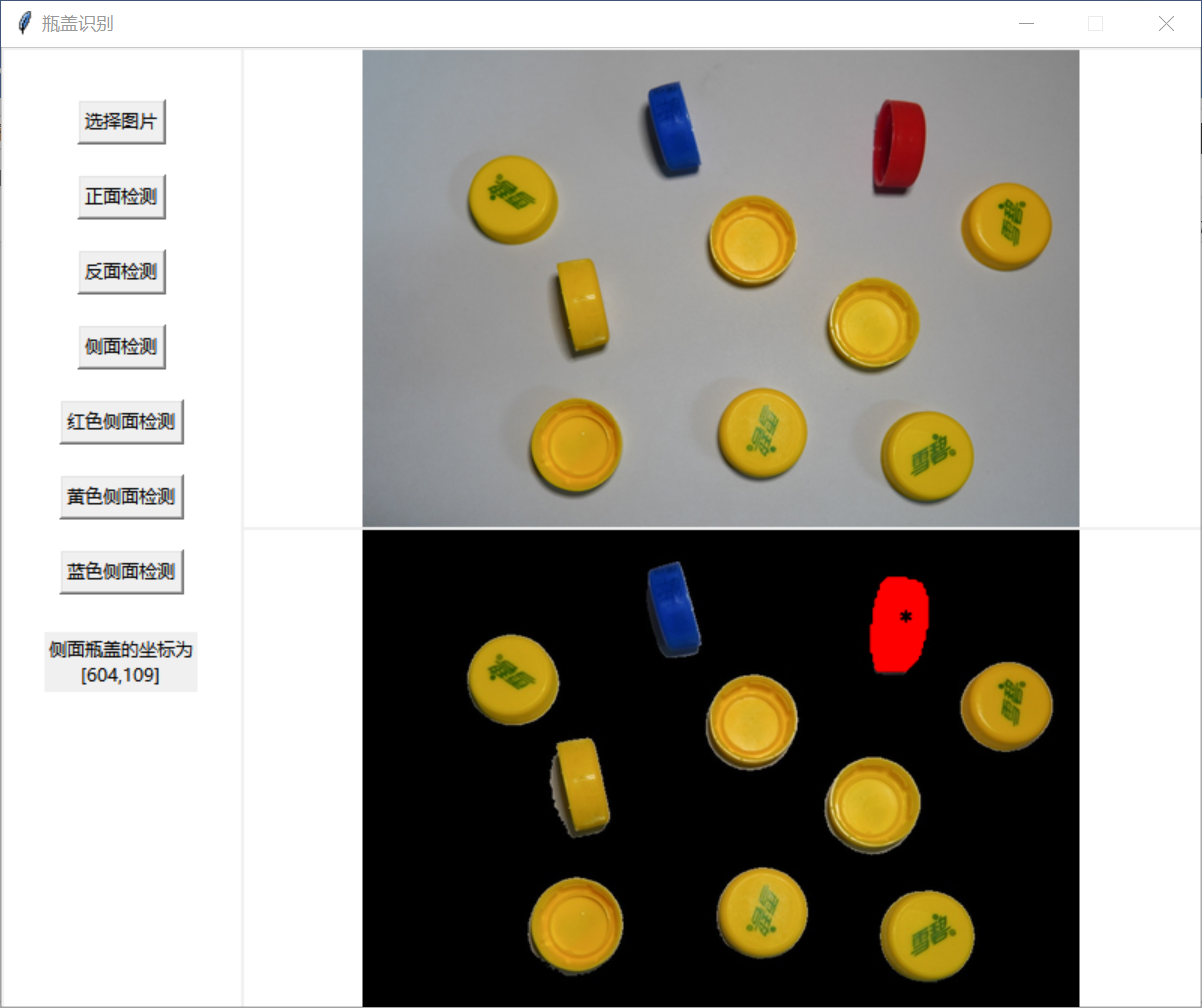 瓶盖识别
选择图片
正面检测
反面检测
侧面检测
红色侧面检测
黄色侧面检测
蓝色侧面检测
侧面瓶盖的坐标为
[604,109]